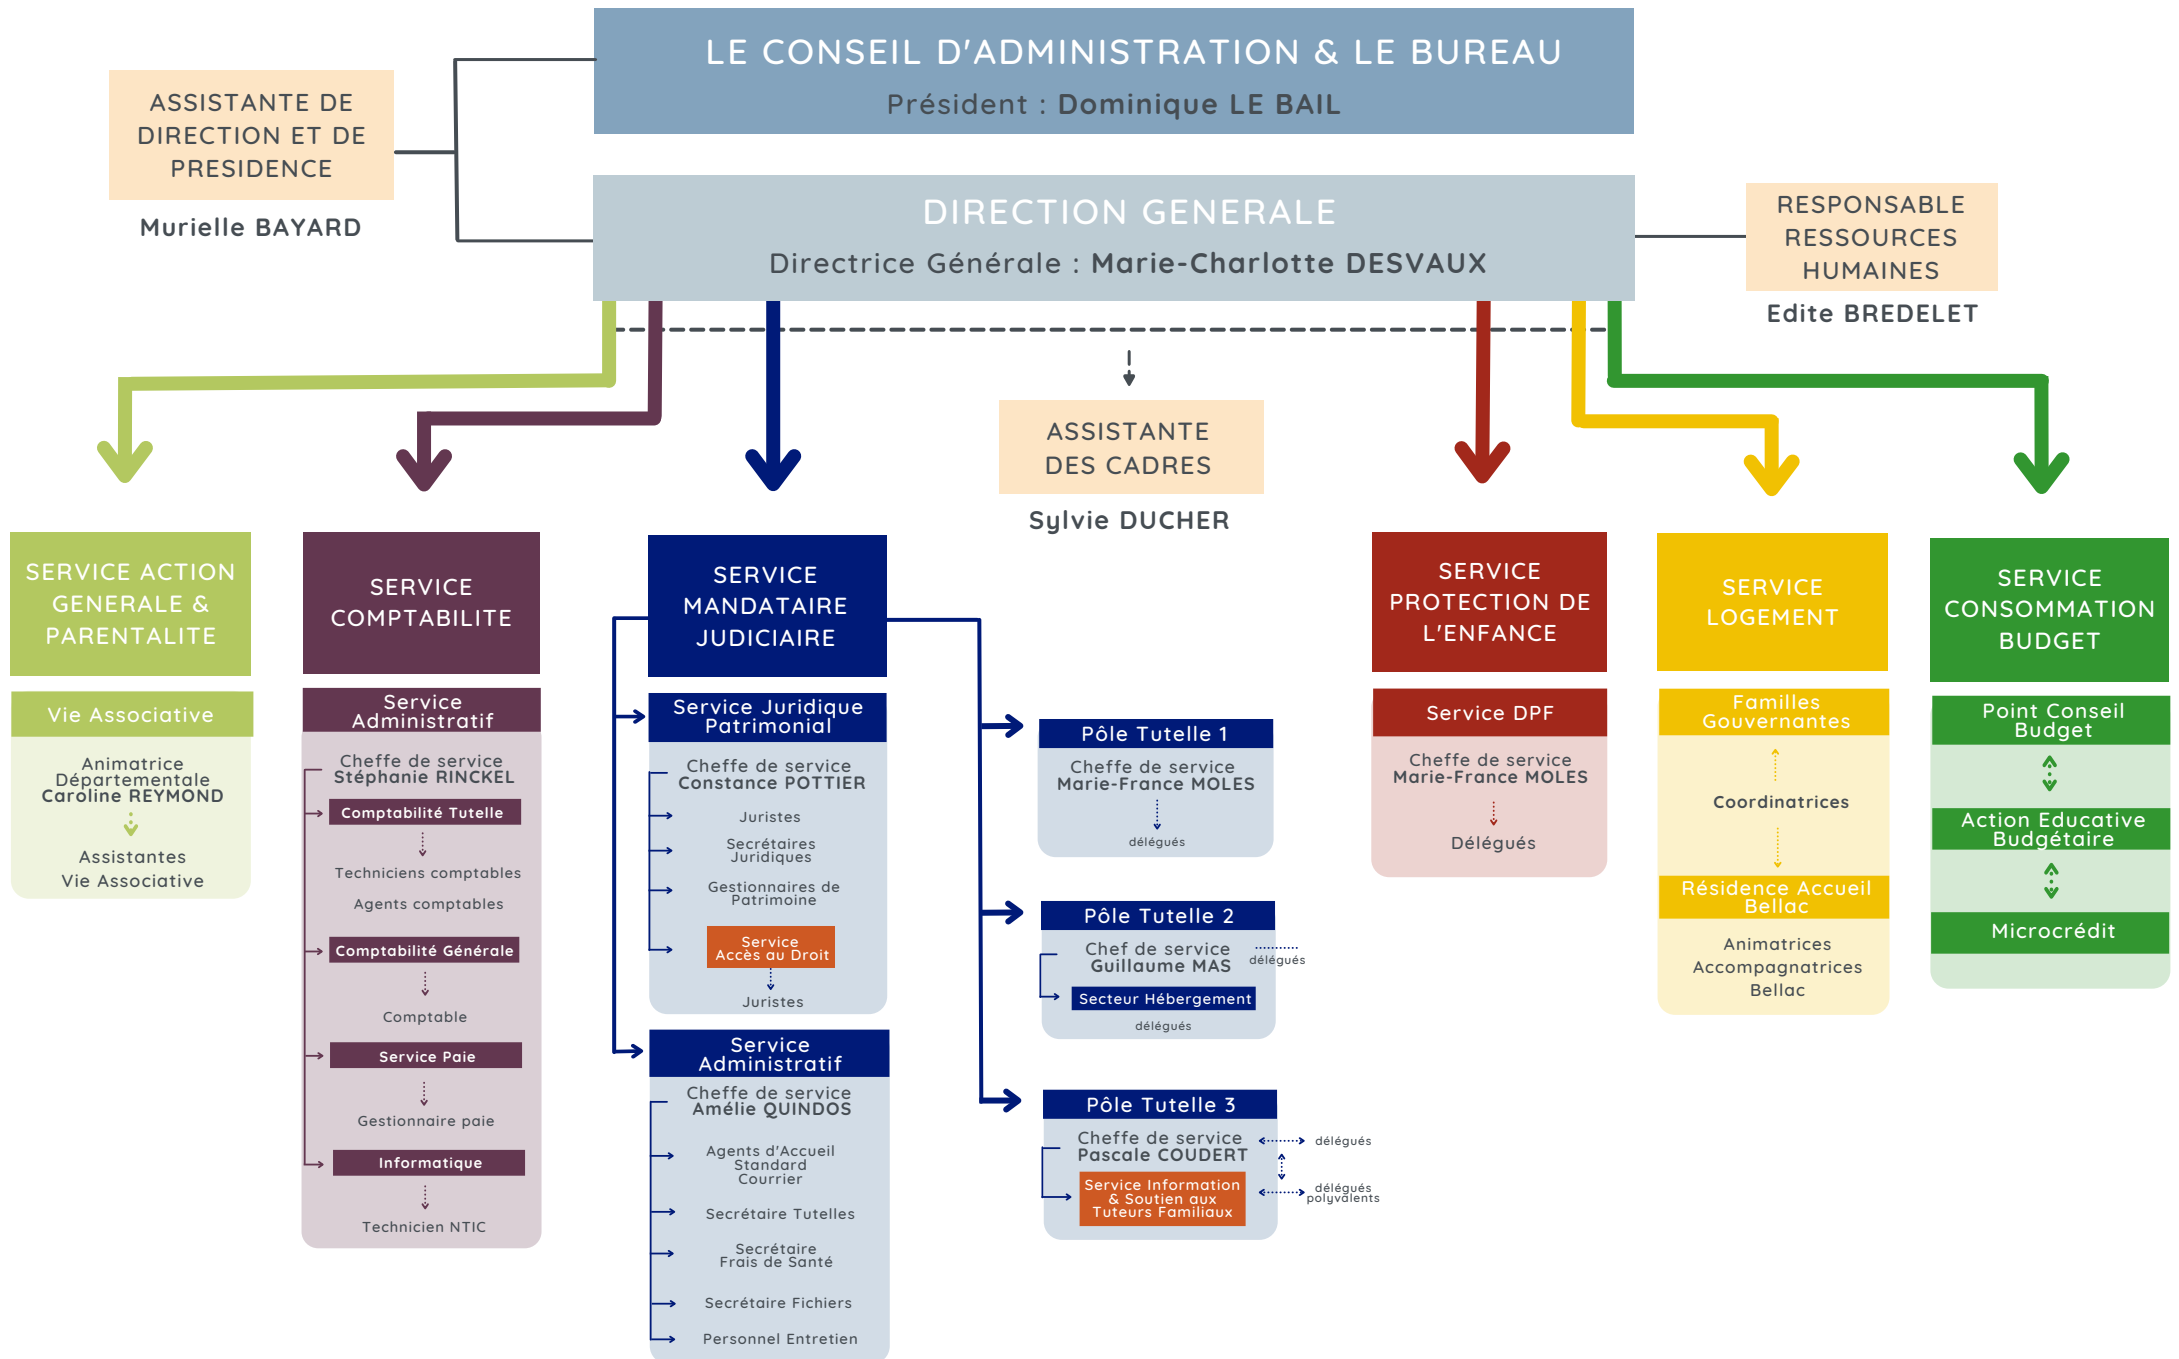 LE CONSEIL D'ADMINISTRATION & LE BUREAU
Président : Dominique LE BAIL
ASSISTANTE DE
DIRECTION ET DE
PRESIDENCE
Murielle BAYARD
DIRECTION GENERALE
Directrice Générale : Marie-Charlotte DESVAUX
RESPONSABLE
RESSOURCES
HUMAINES
Edite BREDELET
ASSISTANTE
DES CADRES
Sylvie DUCHER
SERVICE ACTION
GENERALE &
PARENTALITE
Vie Associative
Animatrice
Départementale
Caroline REYMOND
Assistantes
Vie Associative
SERVICE
COMPTABILITE
Service
Administratif
Cheffe de service
Stéphanie RINCKEL
Comptabilité Tutelle
Techniciens comptables
Agents comptables
Comptabilité Générale
Comptable
Service Paie
Gestionnaire paie
Informatique
Technicien NTIC
SERVICE
MANDATAIRE
JUDICIAIRE
Service Juridique
Patrimonial
Cheffe de service
Constance POTTIER
Juristes
Secrétaires
Juridiques
Gestionnaires de
Patrimoine
Service
Accès au Droit
Juristes
Service
Administratif
Cheffe de service
Amélie QUINDOS
Agents d'Accueil
Standard
Courrier
Secrétaire Tutelles
Secrétaire
Frais de Santé
Secrétaire Fichiers
Personnel Entretien
Pôle Tutelle 1
Cheffe de service
Marie-France MOLES
délégués
Pôle Tutelle 2
Chef de service
Guillaume MAS
délégués
Secteur Hébergement
délégués
Pôle Tutelle 3
Cheffe de service
Pascale COUDERT
délégués
Service Information
& Soutien aux
Tuteurs Familiaux
délégués
polyvalents
SERVICE
PROTECTION DE
L'ENFANCE
Service DPF
Cheffe de service
Marie-France MOLES
Délégués
SERVICE
LOGEMENT
Familles
Gouvernantes
Coordinatrices
Résidence Accueil
Bellac
Animatrices
Accompagnatrices
Bellac
SERVICE
CONSOMMATION
BUDGET
Point Conseil
Budget
Action Educative
Budgétaire
Microcrédit